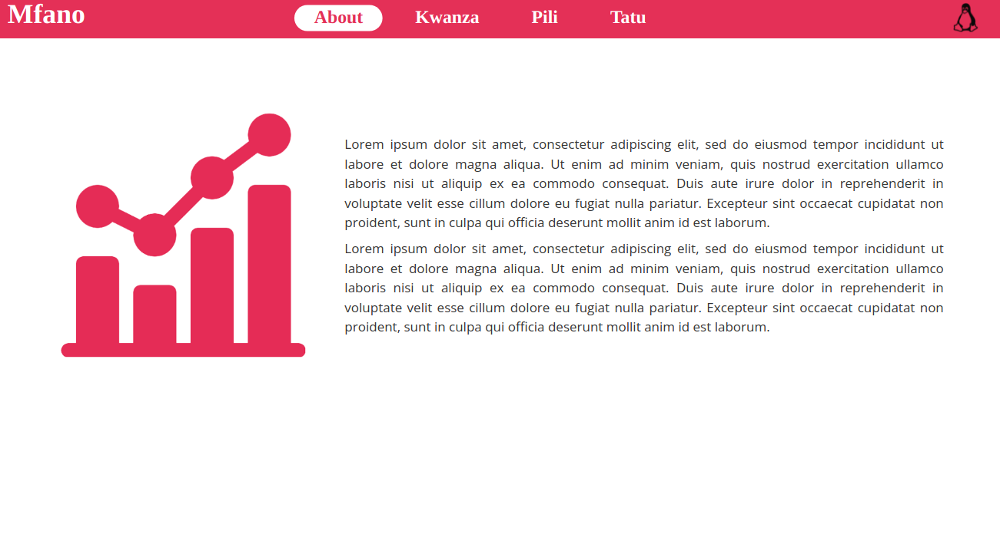 Mfano
About Kwanza Pili Tatu
Lorem ipsum dolor sit amet, consectetur adipiscing elit, sed do eiusmod tempor incididunt ut
labore et dolore magna aliqua. Ut enim ad minim veniam, quis nostrud exercitation ullamco
laboris nisi ut aliquip ex ea commodo consequat. Duis aute irure dolor in reprehenderit in
voluptate velit esse cillum dolore eu fugiat nulla pariatur. Excepteur sint occaecat cupidatat non
proident, sunt in culpa qui officia deserunt mollit anim id est laborum.
Lorem ipsum dolor sit amet, consectetur adipiscing elit, sed do eiusmod tempor incididunt ut
labore et dolore magna aliqua. Ut enim ad minim veniam, quis nostrud exercitation ullamco
laboris nisi ut aliquip ex ea commodo consequat. Duis aute irure dolor in reprehenderit in
voluptate velit esse cillum dolore eu fugiat nulla pariatur. Excepteur sint occaecat cupidatat non
proident, sunt in culpa qui officia deserunt mollit anim id est laborum.